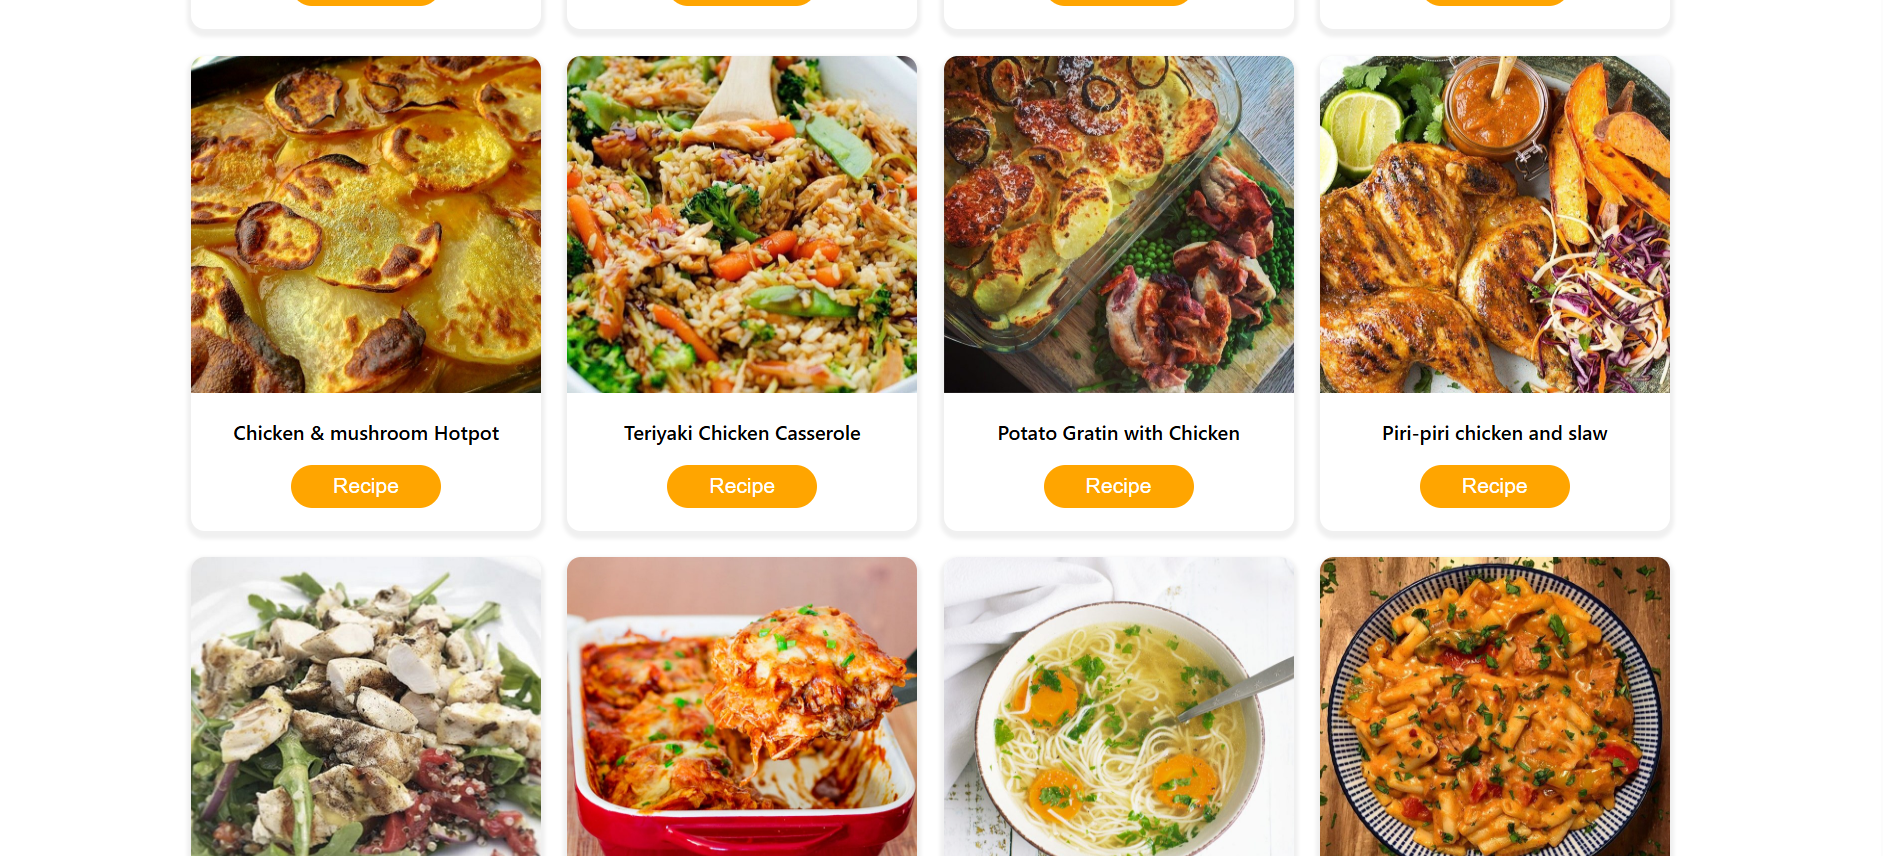 Chicken & mushroom Hotpot
Teriyaki Chicken Casserole
Potato Gratin with Chicken
Piri-piri chicken and slaw
Recipe
Recipe
Recipe
Recipe